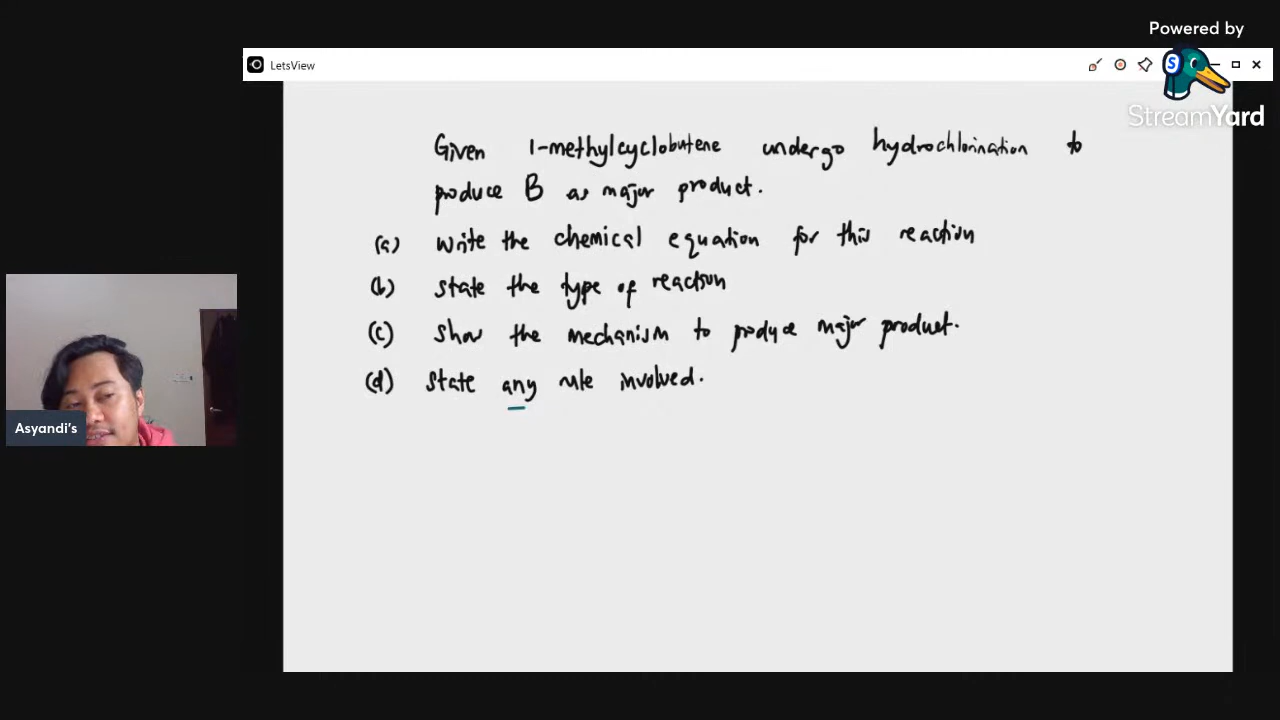 Powered by
LetsView
StreamYard
Given 1-methylcyclobutene undergo hydrochlorination to
produce B as major product.
(a) Write the chemical equation for this reaction
(b) State the type of reaction
(c) Show the mechanism to produce major product.
(d) State any rule involved.
Asyandi's